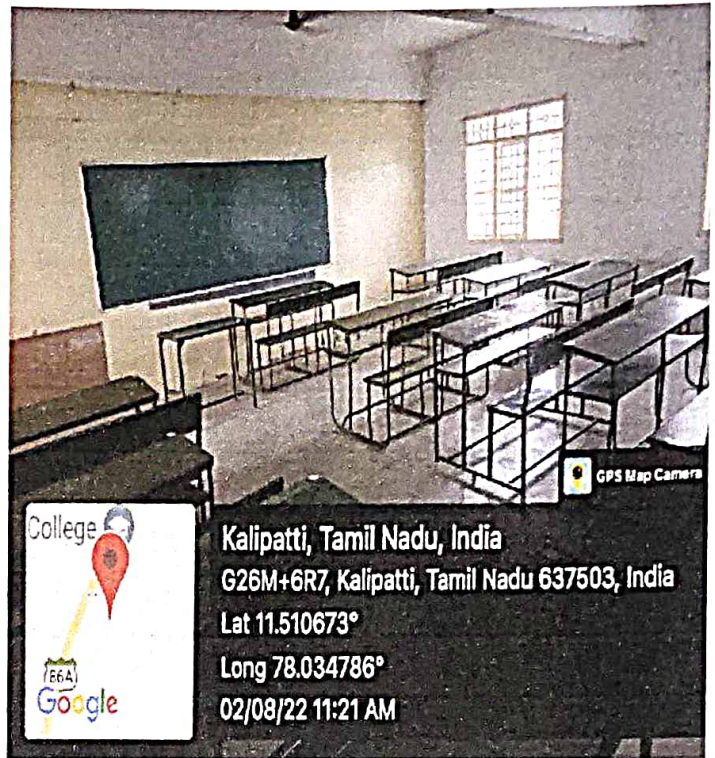 GPS Map Camera
College
Kalipatti, Tamil Nadu, India
G26M+6R7, Kalipatti, Tamil Nadu 637503, India
Lat 11.510673°
Long 78.034786°
02/08/22 11:21 AM
Google